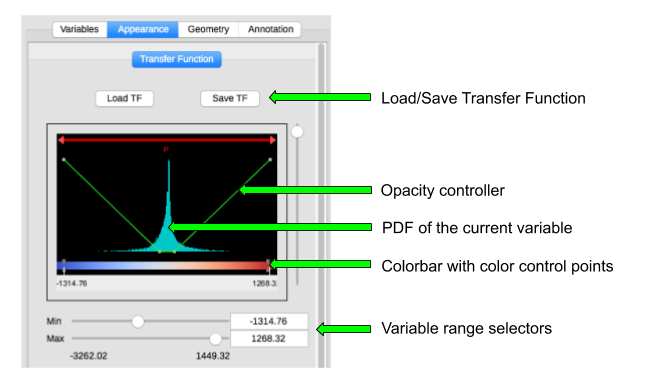 Variables Appearance Geometry Annotation
Transfer Function
Load TF Save TF
Load/Save Transfer Function
Opacity controller
PDF of the current variable
Colorbar with color control points
-1314.76 1268.3
Min -1314.76
Max 1268.32
Variable range selectors
-3262.02 1449.32